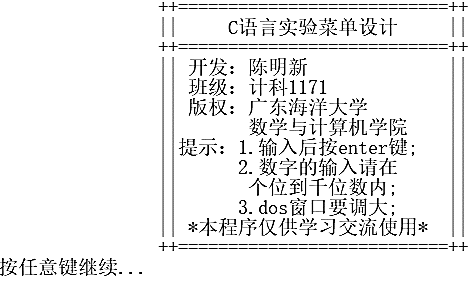 ++===========================++
|| C语言实验菜单设计 ||
++===========================++
|| 开发：陈明新 ||
|| 班级：计科1171 ||
|| 版权：广东海洋大学 ||
|| 数学与计算机学院 ||
||提示：1.输入后按enter键; ||
|| 2.数字的输入请在 ||
|| 个位到千位数内; ||
|| 3.dos窗口要调大; ||
|| *本程序仅供学习交流使用* ||
++===========================++
按任意键继续...